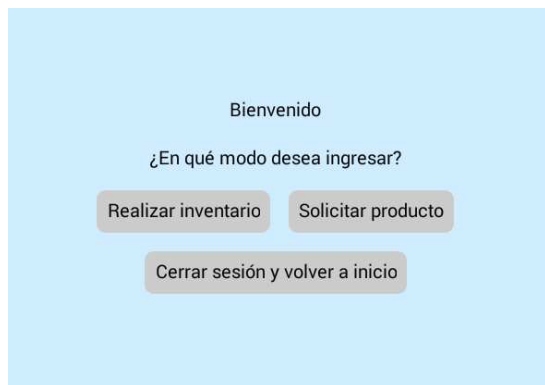 Bienvenido
¿En qué modo desea ingresar?
Realizar inventario Solicitar producto
Cerrar sesión y volver a inicio